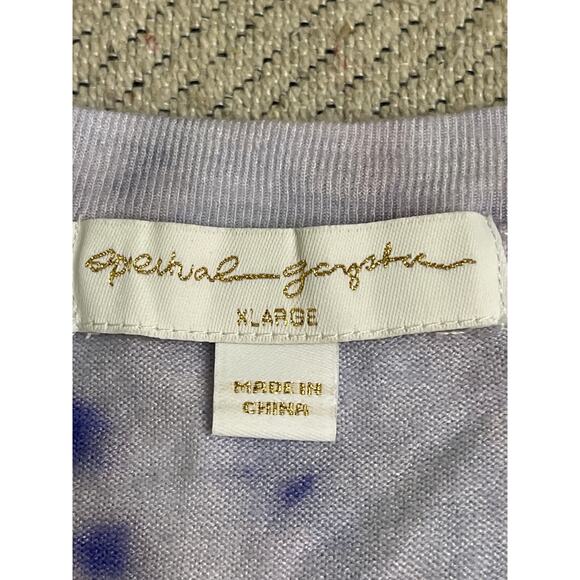 spiritual gangster
XLARGE
MADE IN
CHINA